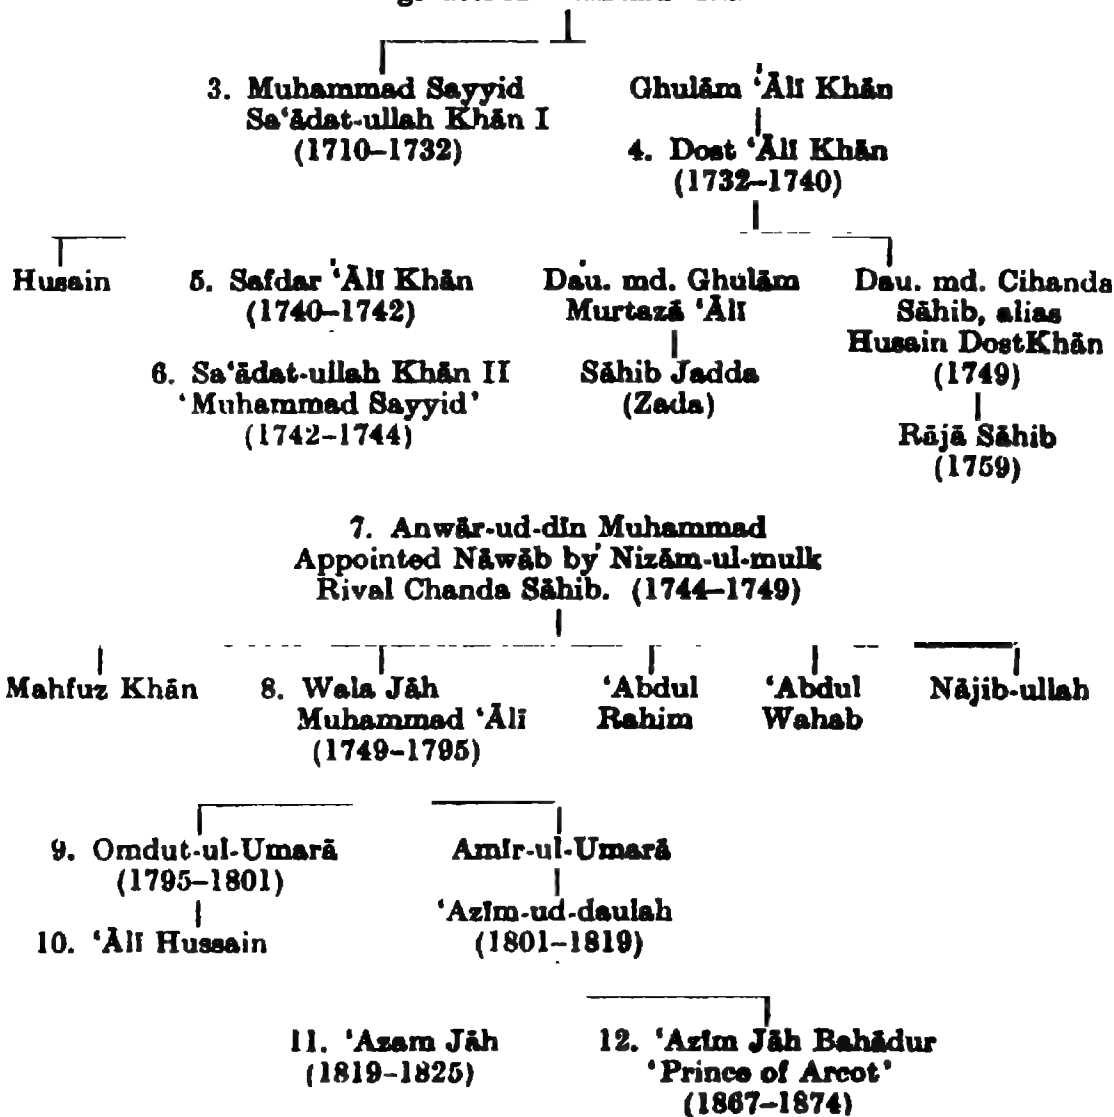 3. Muhammad Sayyid
Sa‘ādat-ullah Khān I
(1710–1732)
Ghulām ‘Ālī Khān
4. Dost ‘Ālī Khān
(1732–1740)
Husain
5. Safdar ‘Ālī Khān
(1740–1742)
6. Sa‘ādat-ullah Khān II
‘Muhammad Sayyid’
(1742–1744)
Dau. md. Ghulām
Murtazā ‘Ālī
Sāhib Jadda
(Zada)
Dau. md. Cihanda
Sāhib, alias
Husain DostKhān
(1749)
Rājā Sāhib
(1759)
7. Anwār-ud-dīn Muhammad
Appointed Nāwāb by Nizām-ul-mulk
Rival Chanda Sāhib. (1744–1749)
Mahfuz Khān
8. Wala Jāh
Muhammad ‘Ālī
(1749–1795)
‘Abdul
Rahim
‘Abdul
Wahab
Nājib-ullah
9. Omdut-ul-Umarā
(1795–1801)
10. ‘Ālī Hussain
Amīr-ul-Umarā
‘Azīm-ud-daulah
(1801–1819)
11. ‘Azam Jāh
(1819–1825)
12. ‘Azīm Jāh Bahādur
‘Prince of Arcot’
(1867–1874)